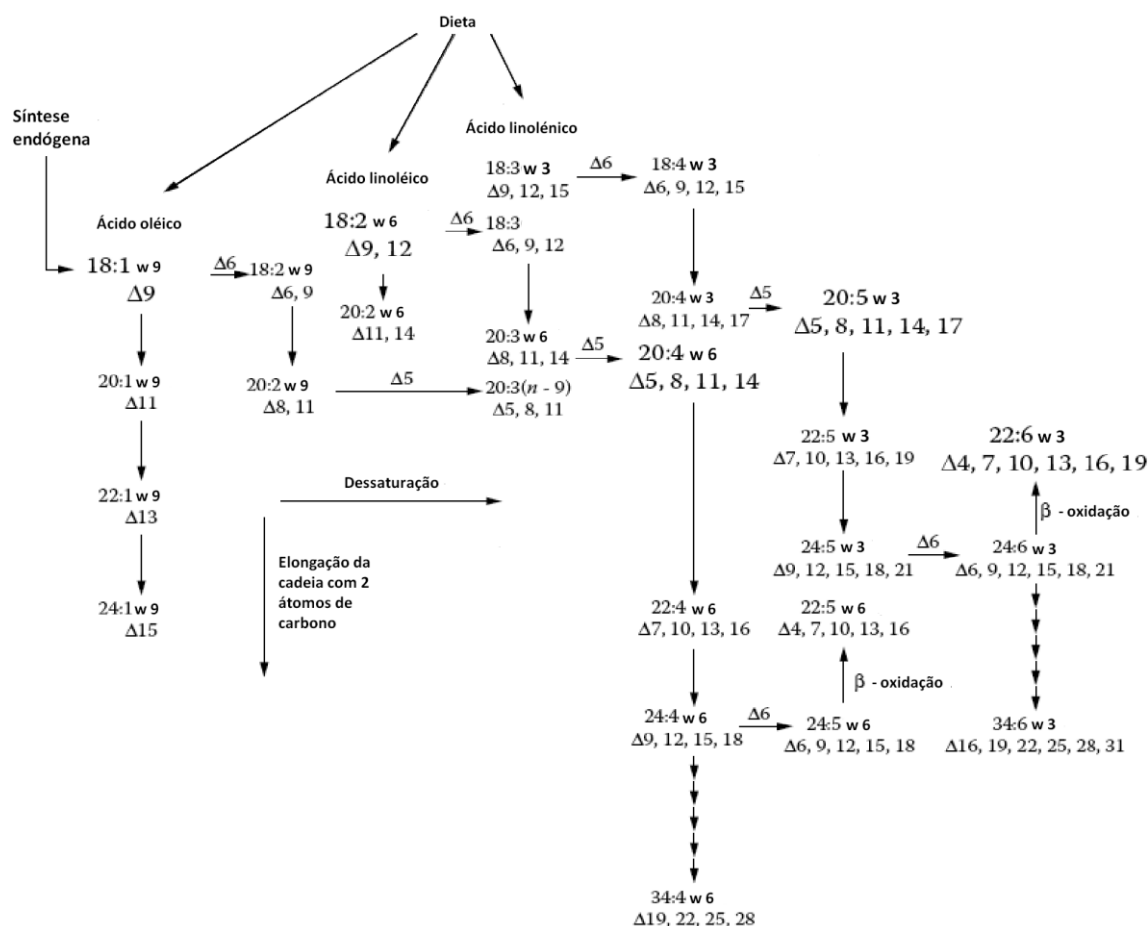 Dieta
Síntese
endógena
Ácido linolénico
18:3 w 3
Δ9, 12, 15
Δ6
18:4 w 3
Δ6, 9, 12, 15
Ácido linoléico
18:2 w 6
Δ9, 12
Δ6
18:3
Δ6, 9, 12
Ácido oléico
18:1 w 9
Δ9
Δ6
18:2 w 9
Δ6, 9
20:2 w 6
Δ11, 14
20:4 w 3
Δ8, 11, 14, 17
Δ5
20:5 w 3
Δ5, 8, 11, 14, 17
20:3 w 6
Δ8, 11, 14
Δ5
20:4 w 6
Δ5, 8, 11, 14
20:1 w 9
Δ11
20:2 w 9
Δ8, 11
Δ5
20:3(n - 9)
Δ5, 8, 11
22:5 w 3
Δ7, 10, 13, 16, 19
22:6 w 3
Δ4, 7, 10, 13, 16, 19
22:1 w 9
Δ13
Dessaturação
β - oxidação
24:5 w 3
Δ9, 12, 15, 18, 21
Δ6
24:6 w 3
Δ6, 9, 12, 15, 18, 21
Elongação da
cadeia com 2
átomos de
carbono
24:1 w 9
Δ15
22:4 w 6
Δ7, 10, 13, 16
22:5 w 6
Δ4, 7, 10, 13, 16
β - oxidação
24:4 w 6
Δ9, 12, 15, 18
Δ6
24:5 w 6
Δ6, 9, 12, 15, 18
34:6 w 3
Δ16, 19, 22, 25, 28, 31
34:4 w 6
Δ19, 22, 25, 28